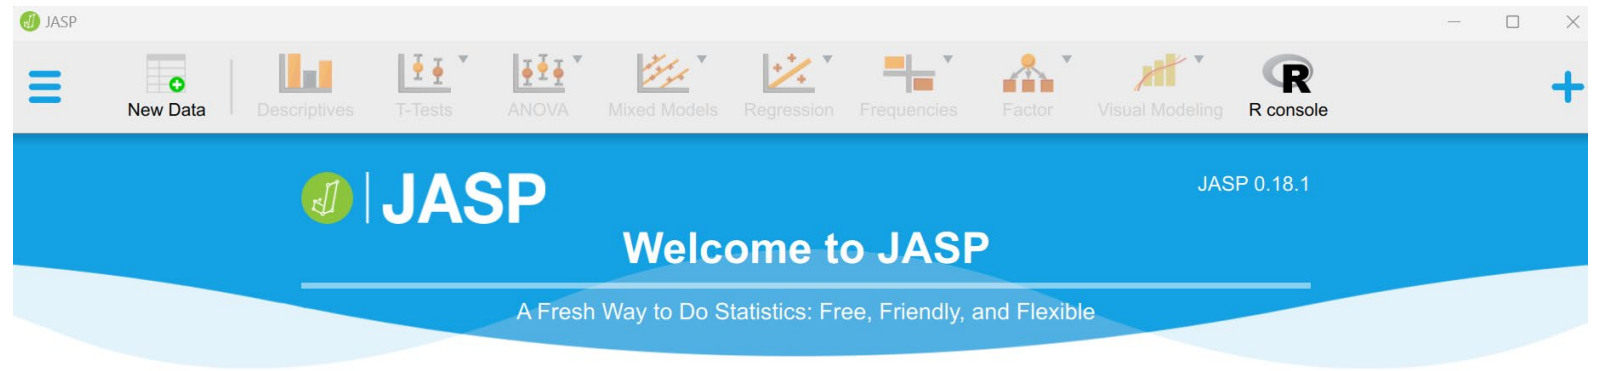 JASP
New Data
Descriptives
T-Tests
ANOVA
Mixed Models
Regression
Frequencies
Factor
Visual Modeling
R console
JASP
JASP 0.18.1
Welcome to JASP
A Fresh Way to Do Statistics: Free, Friendly, and Flexible